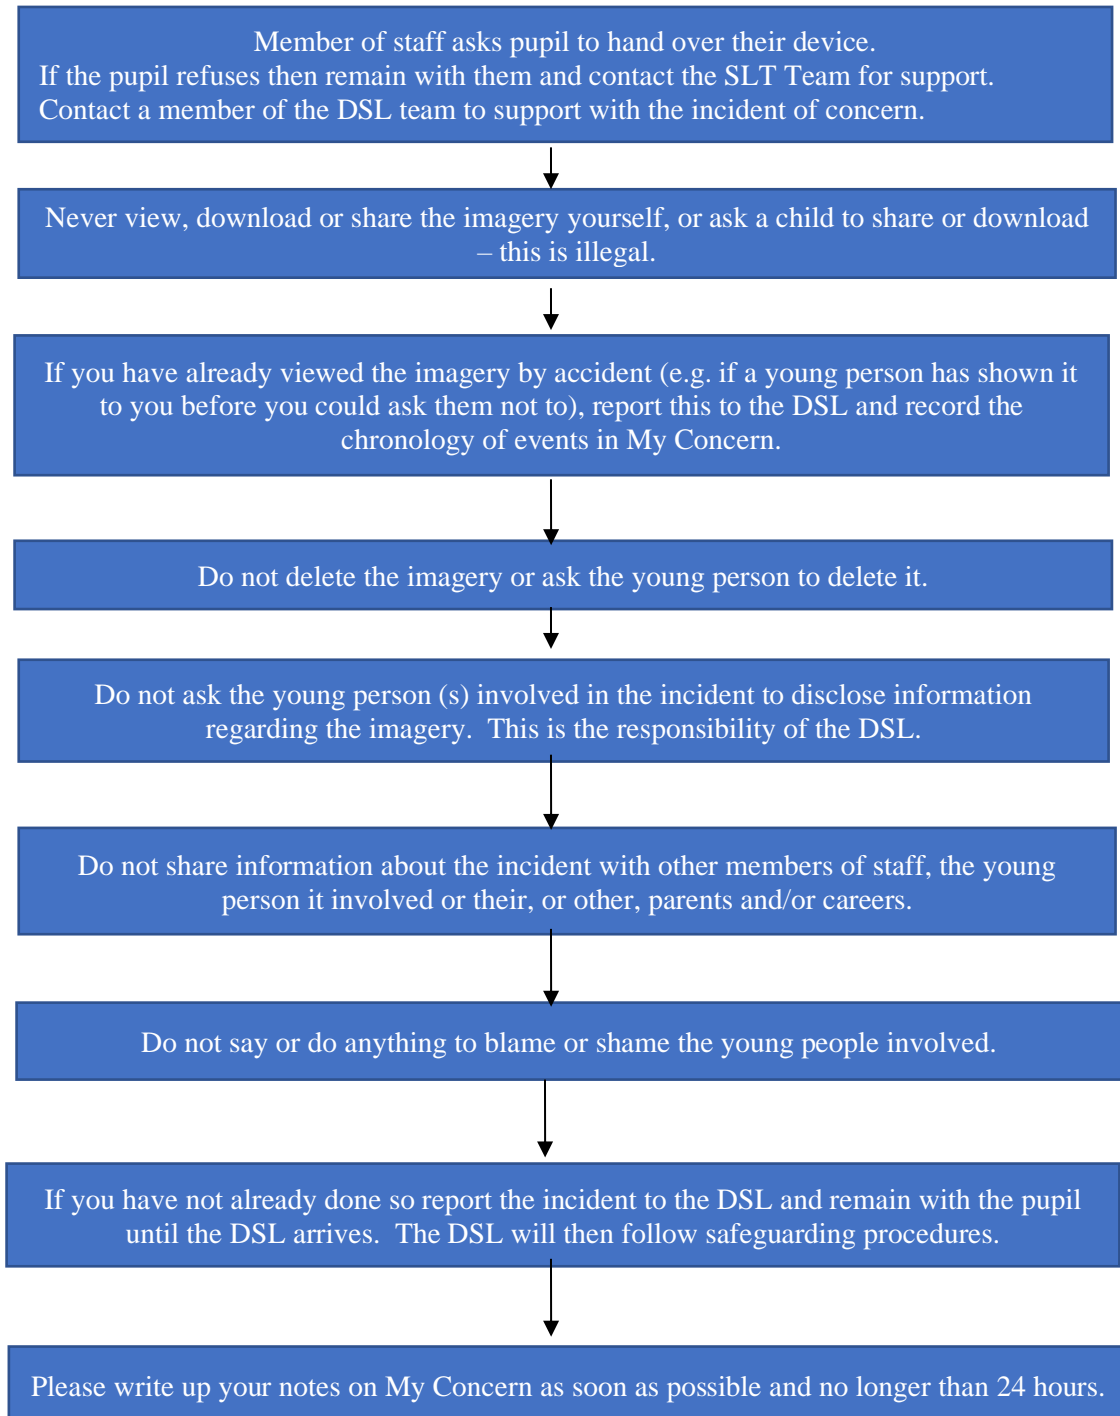 Member of staff asks pupil to hand over their device.
If the pupil refuses then remain with them and contact the SLT Team for support.
Contact a member of the DSL team to support with the incident of concern.
Never view, download or share the imagery yourself, or ask a child to share or download
– this is illegal.
If you have already viewed the imagery by accident (e.g. if a young person has shown it
to you before you could ask them not to), report this to the DSL and record the
chronology of events in My Concern.
Do not delete the imagery or ask the young person to delete it.
Do not ask the young person (s) involved in the incident to disclose information
regarding the imagery.  This is the responsibility of the DSL.
Do not share information about the incident with other members of staff, the young
person it involved or their, or other, parents and/or careers.
Do not say or do anything to blame or shame the young people involved.
If you have not already done so report the incident to the DSL and remain with the pupil
until the DSL arrives.  The DSL will then follow safeguarding procedures.
Please write up your notes on My Concern as soon as possible and no longer than 24 hours.